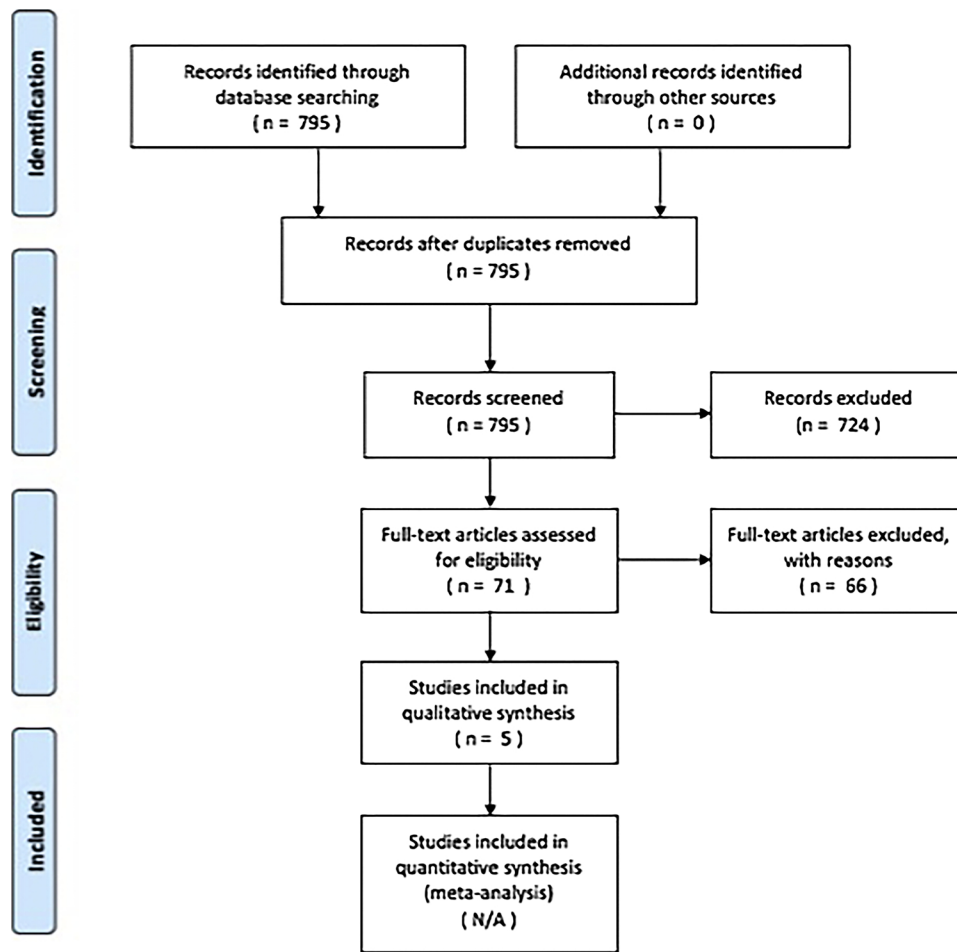 Identification
Records identified through
database searching
( n = 795)
Additional records identified
through other sources
( n = 0 )
Screening
Records after duplicates removed
( n = 795 )
Records screened
( n = 795 )
Records excluded
(n = 724 )
Eligibility
Full-text articles assessed
for eligibility
( n = 71 )
Full-text articles excluded,
with reasons
( n = 66 )
Studies included in
qualitative synthesis
( n = 5 )
Included
Studies included in
quantitative synthesis
(meta-analysis)
( N/A )